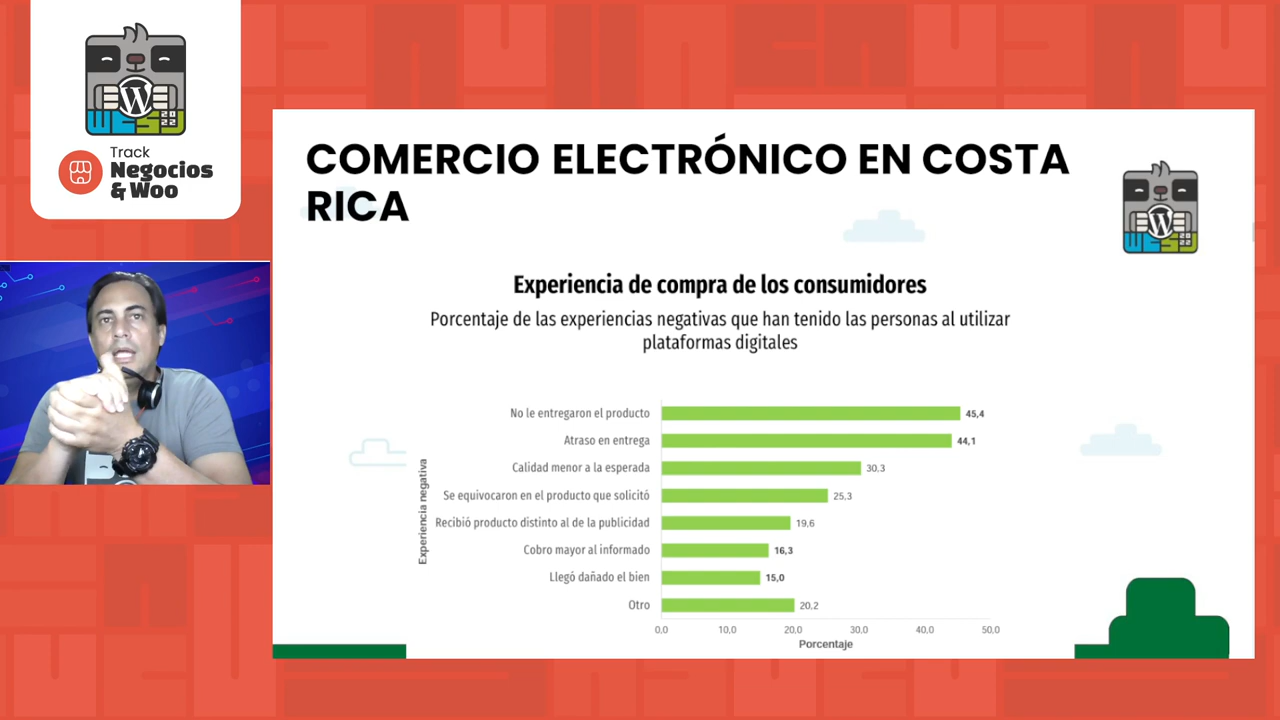 Track
Negocios
& Woo
COMERCIO ELECTRÓNICO EN COSTA
RICA
Experiencia de compra de los consumidores
Porcentaje de las experiencias negativas que han tenido las personas al utilizar
plataformas digitales
Experiencia negativa
No le entregaron el producto 45,4
Atraso en entrega 44,1
Calidad menor a la esperada 30,3
Se equivocaron en el producto que solicitó 25,3
Recibió producto distinto al de la publicidad 19,6
Cobro mayor al informado 16,3
Llegó dañado el bien 15,0
Otro 20,2
0,0 10,0 20,0 30,0 40,0 50,0
Porcentaje